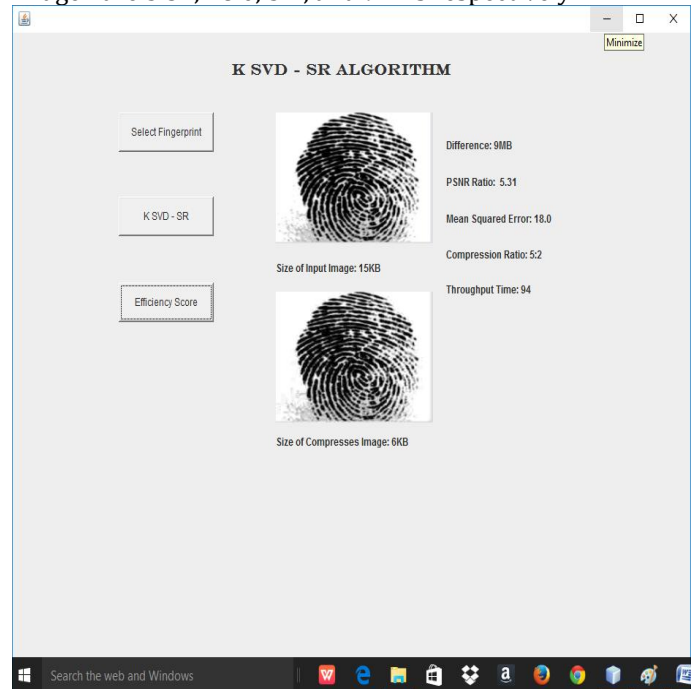 Minimize
K SVD - SR ALGORITHM
Select Fingerprint
K SVD - SR
Efficiency Score
Size of Input Image: 15KB
Size of Compresses Image: 6KB
Difference: 9MB
PSNR Ratio: 5.31
Mean Squared Error: 18.0
Compression Ratio: 5:2
Throughput Time: 94
Search the web and Windows